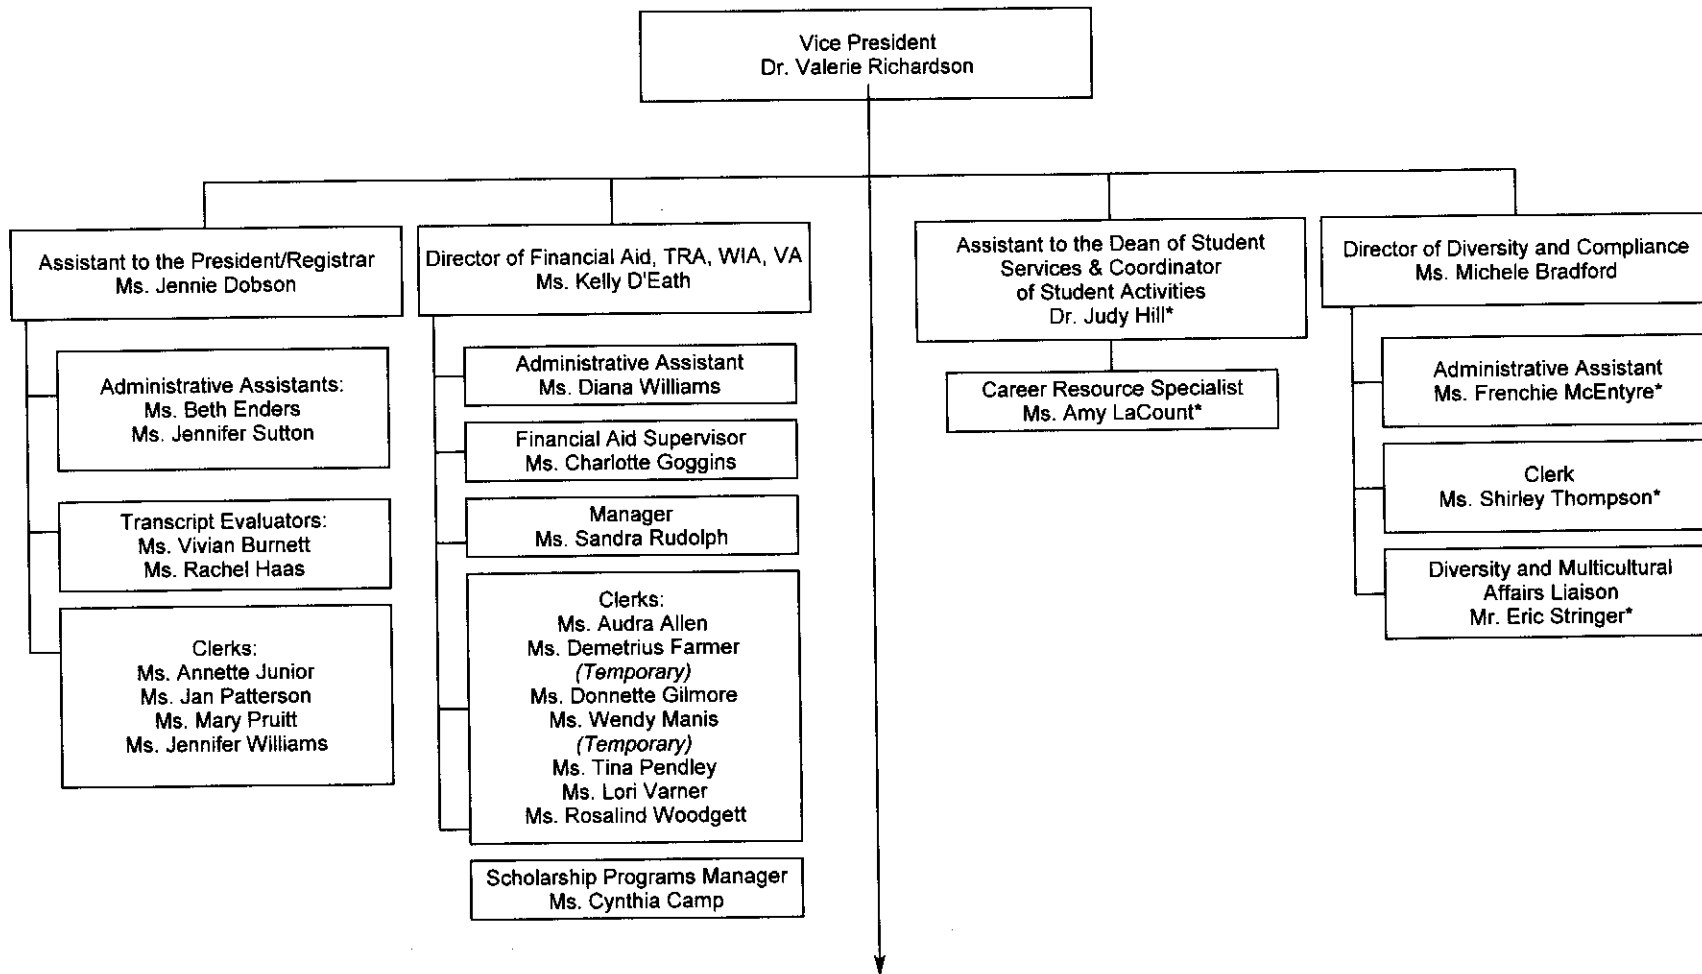 Vice President
Dr. Valerie Richardson
Assistant to the President/Registrar
Ms. Jennie Dobson
Administrative Assistants:
Ms. Beth Enders
Ms. Jennifer Sutton
Transcript Evaluators:
Ms. Vivian Burnett
Ms. Rachel Haas
Clerks:
Ms. Annette Junior
Ms. Jan Patterson
Ms. Mary Pruitt
Ms. Jennifer Williams
Director of Financial Aid, TRA, WIA, VA
Ms. Kelly D'Eath
Administrative Assistant
Ms. Diana Williams
Financial Aid Supervisor
Ms. Charlotte Goggins
Manager
Ms. Sandra Rudolph
Clerks:
Ms. Audra Allen
Ms. Demetrius Farmer
(Temporary)
Ms. Donnette Gilmore
Ms. Wendy Manis
(Temporary)
Ms. Tina Pendley
Ms. Lori Varner
Ms. Rosalind Woodgett
Scholarship Programs Manager
Ms. Cynthia Camp
Assistant to the Dean of Student
Services & Coordinator
of Student Activities
Dr. Judy Hill*
Career Resource Specialist
Ms. Amy LaCount*
Director of Diversity and Compliance
Ms. Michele Bradford
Administrative Assistant
Ms. Frenchie McEntyre*
Clerk
Ms. Shirley Thompson*
Diversity and Multicultural
Affairs Liaison
Mr. Eric Stringer*